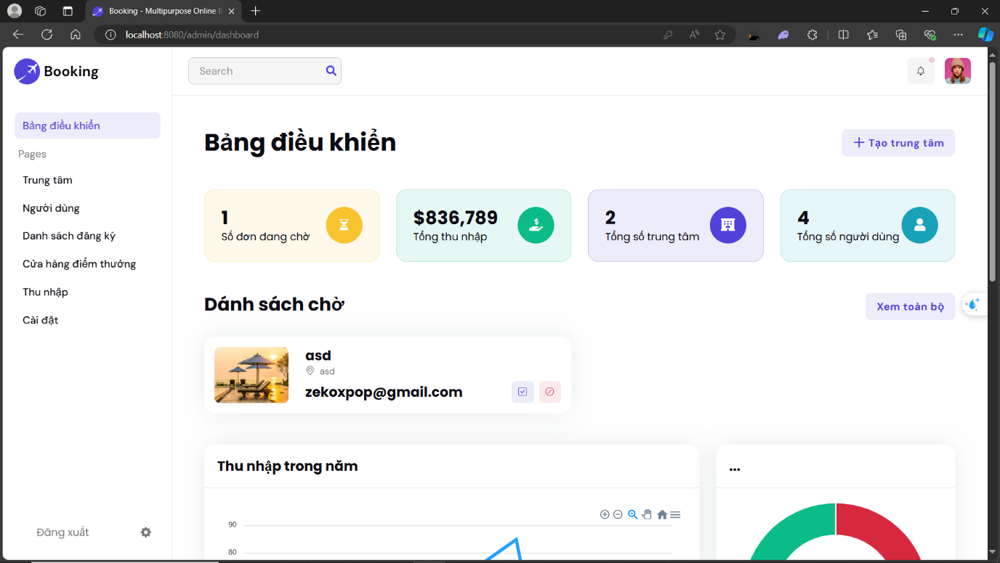 Booking - Multipurpose Online B
localhost:8080/admin/dashboard
Booking
Search
Bảng điều khiển
Pages
Trung tâm
Người dùng
Danh sách đăng ký
Cửa hàng điểm thưởng
Thu nhập
Cài đặt
Đăng xuất
Bảng điều khiển
Tạo trung tâm
1
Số đơn đang chờ
$836,789
Tổng thu nhập
2
Tổng số trung tâm
4
Tổng số người dùng
Dánh sách chờ
Xem toàn bộ
asd
asd
zekoxpop@gmail.com
Thu nhập trong năm
...
90
80